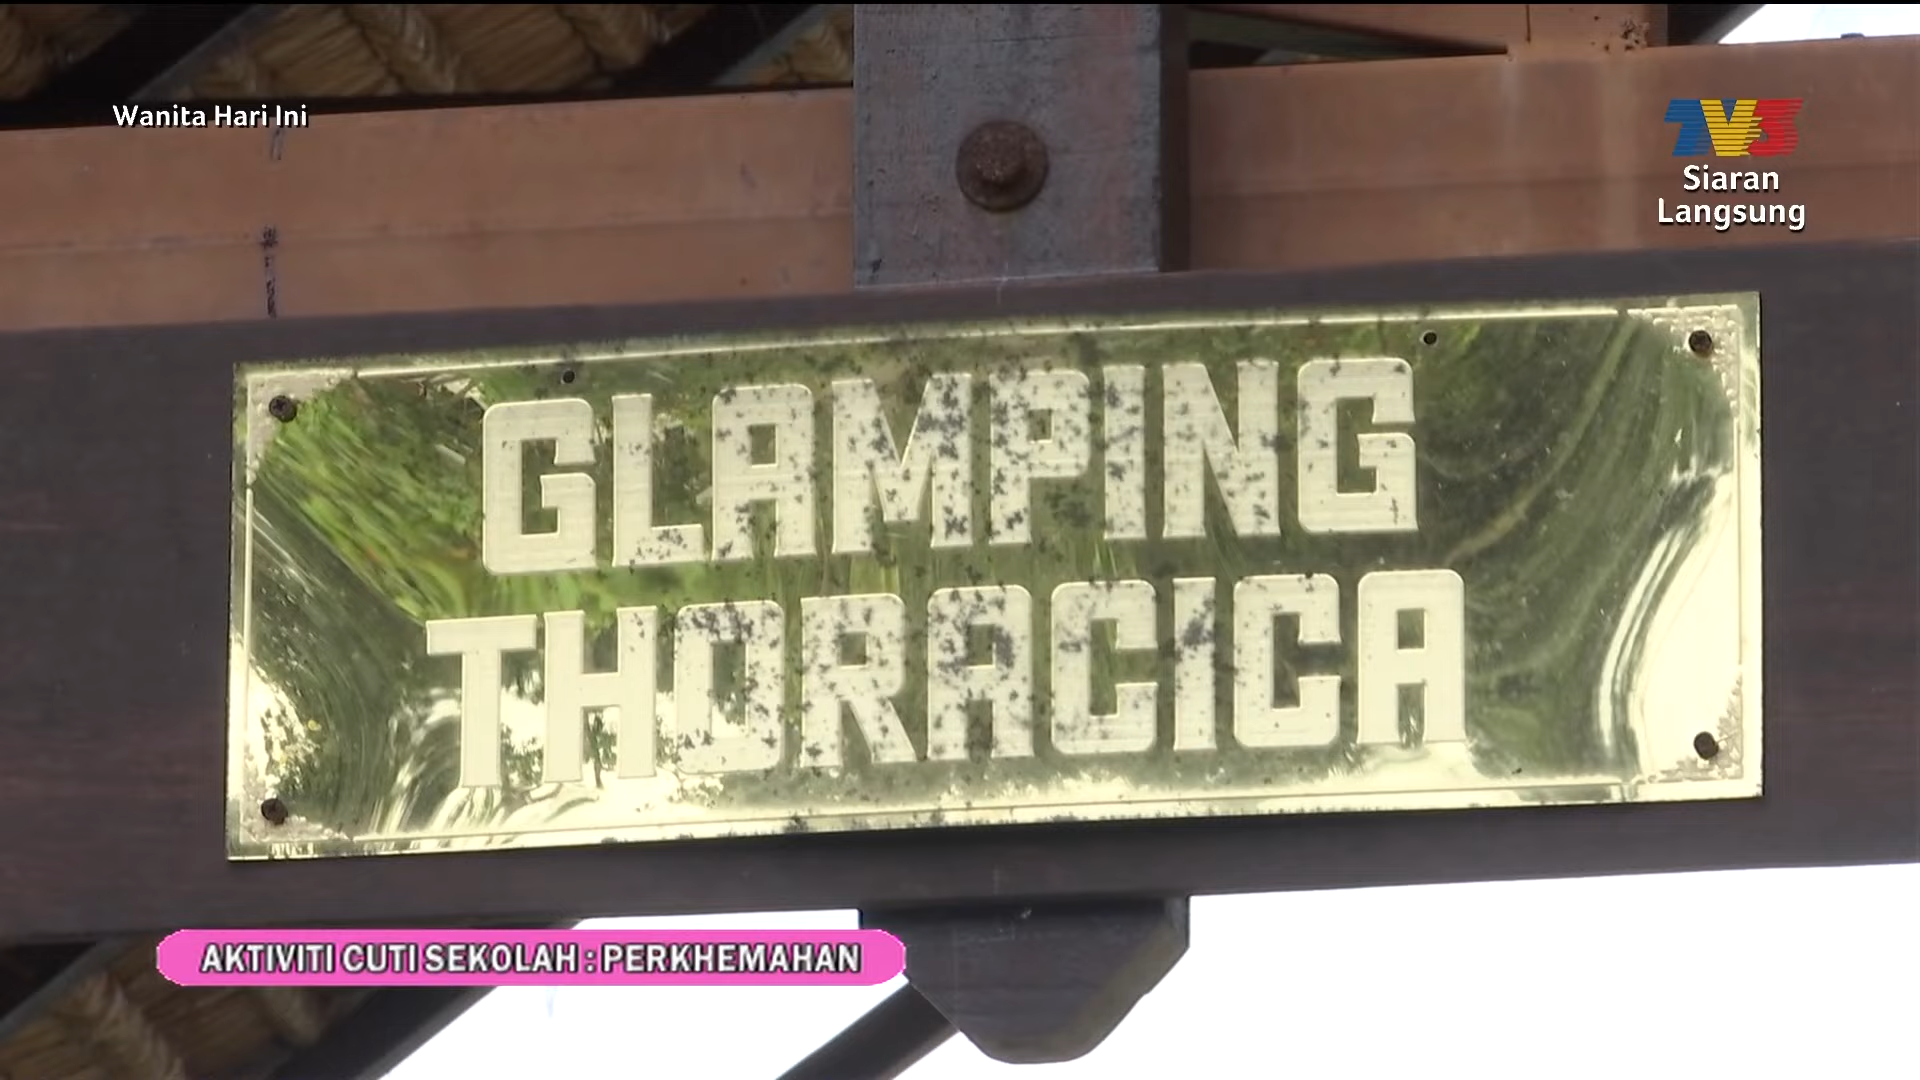 Wanita Hari Ini
TV3
Siaran
Langsung
GLAMPING
THORACICA
AKTIVITI CUTI SEKOLAH : PERKHEMAHAN